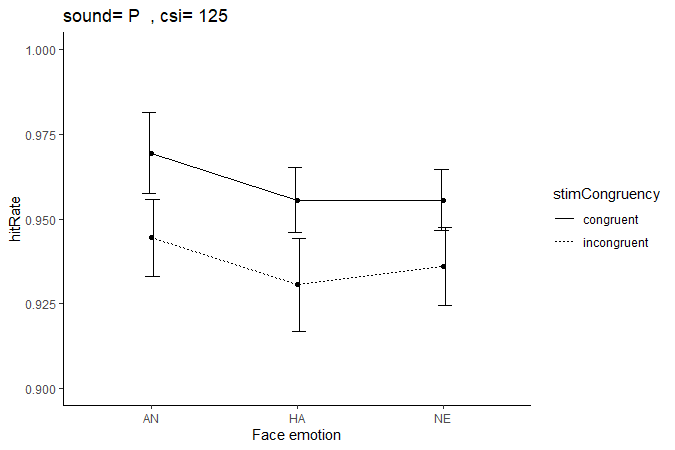 sound= P  , csi= 125
1.000
0.975
0.950
0.925
0.900
hitRate
AN HA NE
Face emotion
stimCongruency
congruent
incongruent